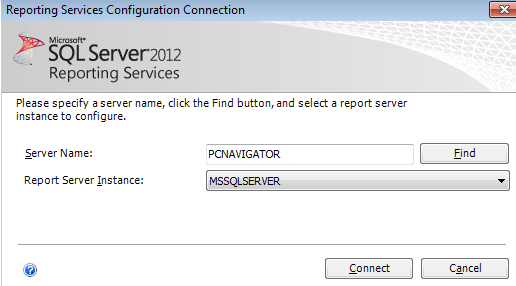 Reporting Services Configuration Connection
Microsoft®
SQL Server 2012
Reporting Services
Please specify a server name, click the Find button, and select a report server
instance to configure.
Server Name: PCNAVIGATOR Find
Report Server Instance: MSSQLSERVER
Connect Cancel